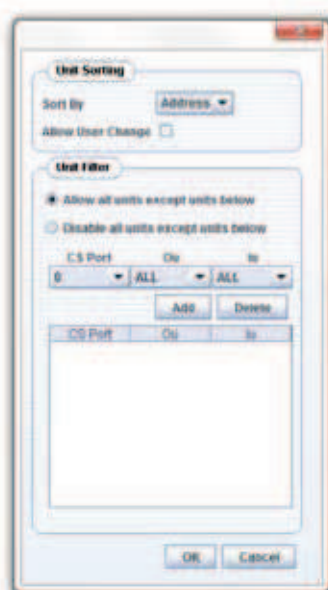 Unit Sorting
Sort By Address
Allow User Change
Unit Filter
Allow all units except units below
Disable all units except units below
CS Port Ou Iu
0 ALL ALL
Add Delete
CS Port Ou Iu
OK Cancel